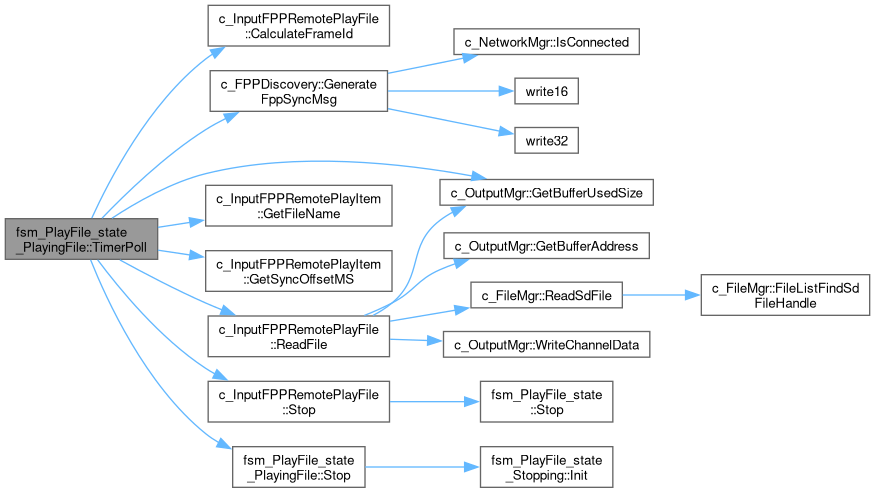 c_InputFPPRemotePlayFile
::CalculateFrameId
c_NetworkMgr::IsConnected
c_FPPDiscovery::Generate
FppSyncMsg
write16
write32
c_OutputMgr::GetBufferUsedSize
c_InputFPPRemotePlayItem
::GetFileName
fsm_PlayFile_state
_PlayingFile::TimerPoll
c_OutputMgr::GetBufferAddress
c_InputFPPRemotePlayItem
::GetSyncOffsetMS
c_FileMgr::ReadSdFile
c_FileMgr::FileListFindSd
FileHandle
c_InputFPPRemotePlayFile
::ReadFile
c_OutputMgr::WriteChannelData
c_InputFPPRemotePlayFile
::Stop
fsm_PlayFile_state
::Stop
fsm_PlayFile_state
_PlayingFile::Stop
fsm_PlayFile_state
_Stopping::Init